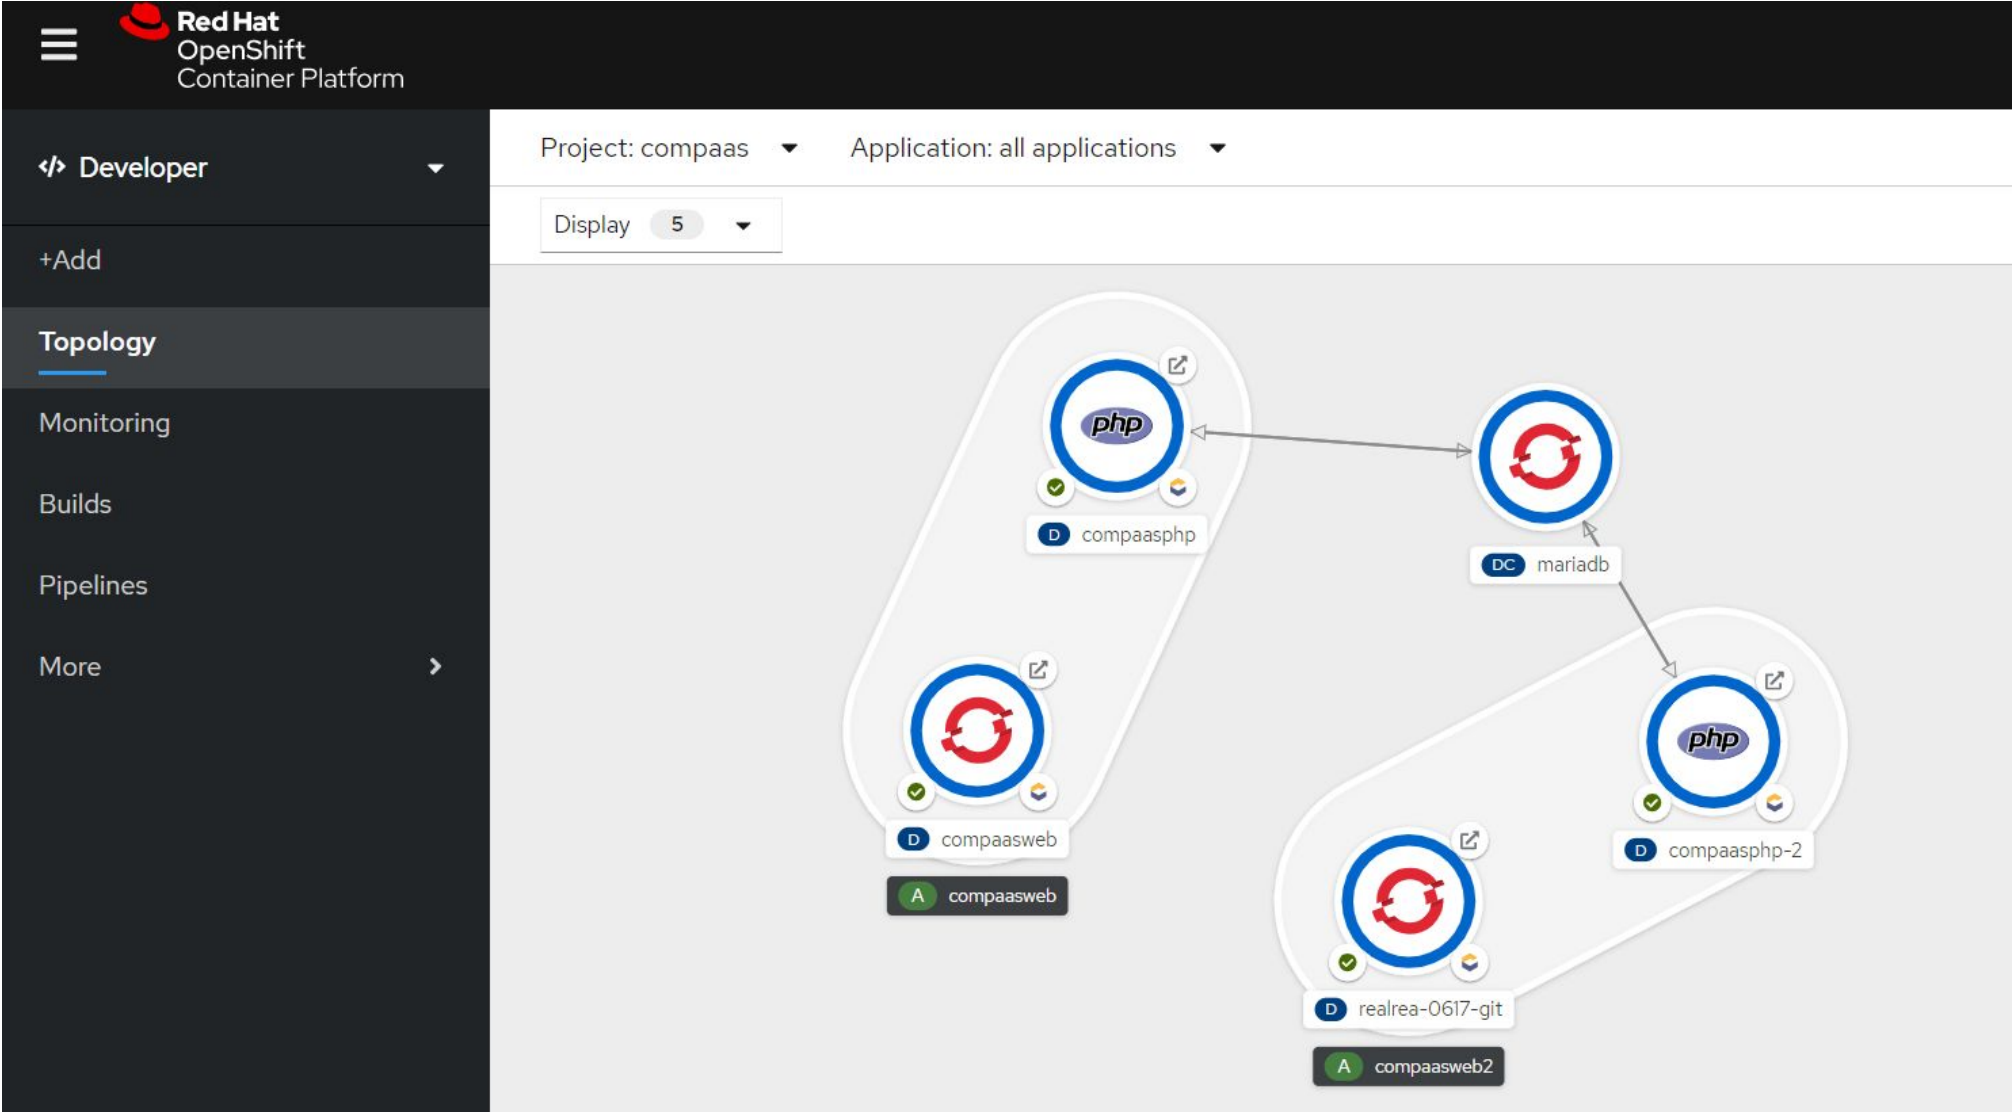 Red Hat
OpenShift
Container Platform
</> Developer
+Add
Topology
Monitoring
Builds
Pipelines
More
Project: compaas
Application: all applications
Display 5
php
D compaasphp
DC mariadb
D compaasweb
A compaasweb
php
D compaasphp-2
D realrea-0617-git
A compaasweb2